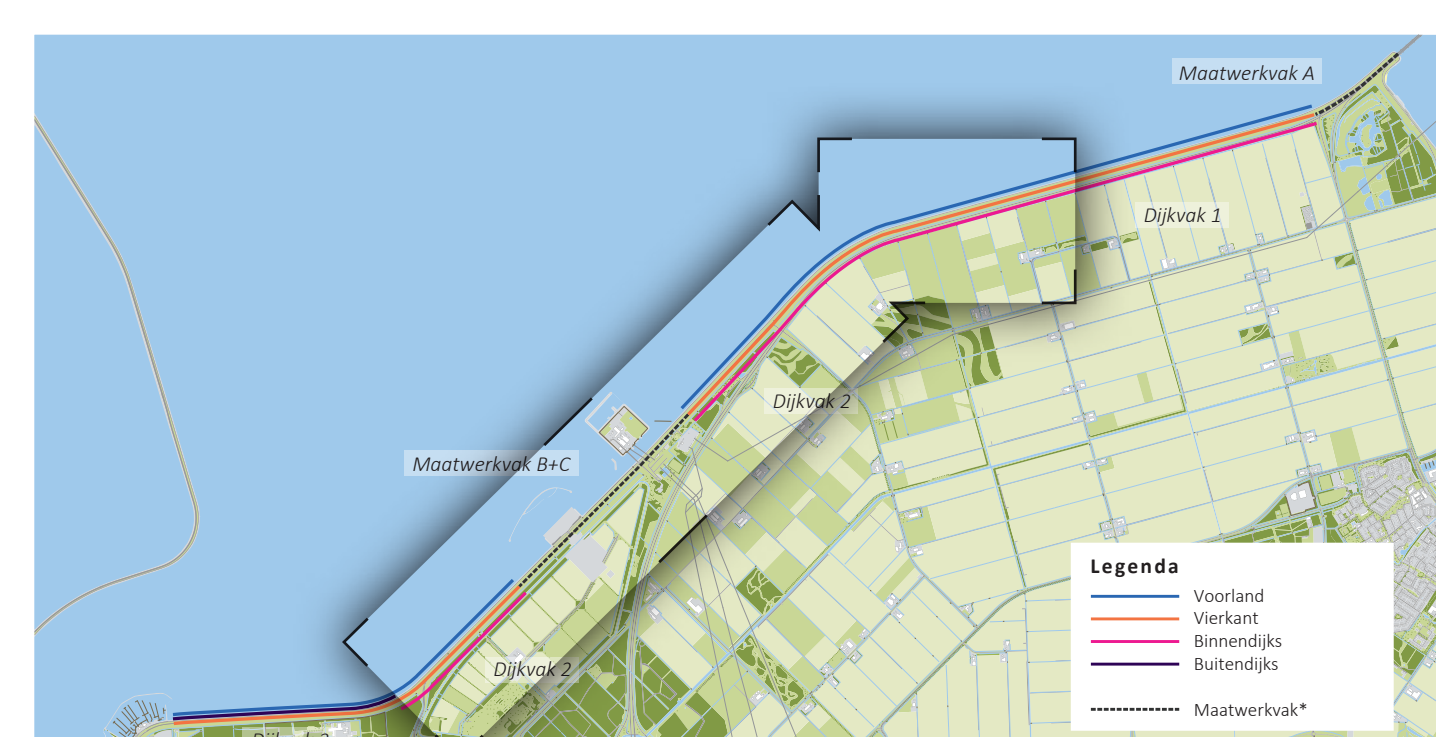 Maatwerkvak A
Dijkvak 1
Dijkvak 2
Maatwerkvak B+C
Dijkvak 2
Legenda
Voorland
Vierkant
Binnendijks
Buitendijks
Maatwerkvak*